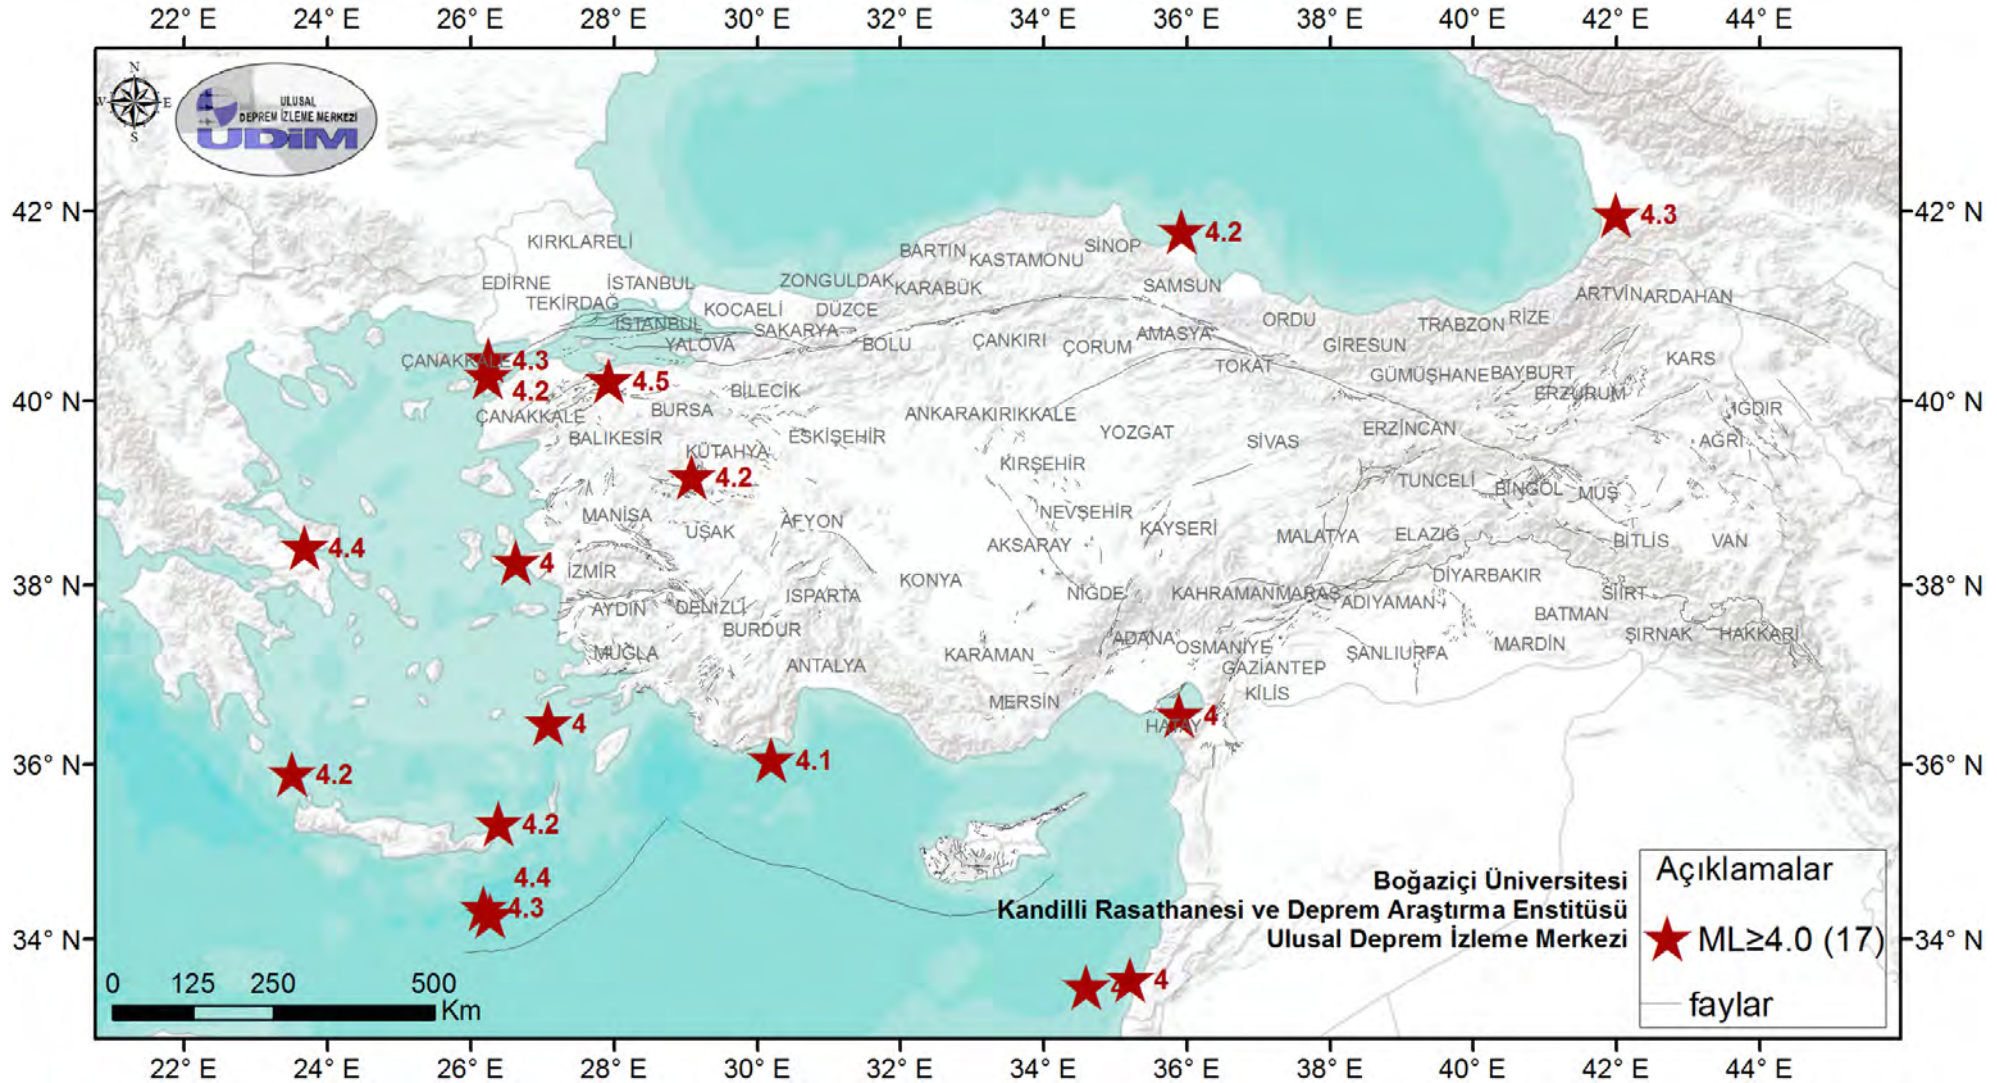 22° E 24° E 26° E 28° E 30° E 32° E 34° E 36° E 38° E 40° E 42° E 44° E
N
W E
S
ULUSAL
DEPREM İZLEME MERKEZİ
UDİM
42° N 42° N
4.3
4.2
KIRKLARELİ
SİNOP
BARTIN
KASTAMONU
EDİRNE
İSTANBUL
ZONGULDAK
KARABÜK
SAMSUN
ARTVİN
ARDAHAN
TEKİRDAĞ
KOCAELİ
DÜZCE
İSTANBUL
SAKARYA
ORDU
TRABZON
RİZE
YALOVA
BOLU
ÇANKIRI
ÇORUM
AMASYA
GİRESUN
KARS
ÇANAKKALE
4.3
TOKAT
GÜMÜŞHANE
BAYBURT
4.2
4.5
BİLECİK
ERZURUM
40° N 40° N
ÇANAKKALE
BURSA
ANKARA
KIRIKKALE
IĞDIR
BALIKESİR
ESKİŞEHİR
YOZGAT
SİVAS
ERZİNCAN
AĞRI
KÜTAHYA
4.2
KIRŞEHİR
TUNCELİ
BİNGÖL
MUŞ
MANİSA
UŞAK
AFYON
NEVŞEHİR
KAYSERİ
MALATYA
ELAZIĞ
BİTLİS
VAN
4.4
4
AKSARAY
İZMİR
KONYA
DİYARBAKIR
38° N 38° N
AYDIN
DENİZLİ
ISPARTA
NİĞDE
KAHRAMANMARAŞ
ADIYAMAN
SİİRT
BATMAN
BURDUR
ADANA
OSMANİYE
MARDİN
ŞIRNAK
HAKKARİ
MUĞLA
ANTALYA
KARAMAN
GAZİANTEP
ŞANLIURFA
MERSİN
KİLİS
4
HATAY
4
36° N 36° N
4.2
4.1
4.2
4.4
4.3
Boğaziçi Üniversitesi
Kandilli Rasathanesi ve Deprem Araştırma Enstitüsü
Ulusal Deprem İzleme Merkezi
Açıklamalar
ML≥4.0 (17)
faylar
34° N 34° N
4
0 125 250 500
Km
22° E 24° E 26° E 28° E 30° E 32° E 34° E 36° E 38° E 40° E 42° E 44° E